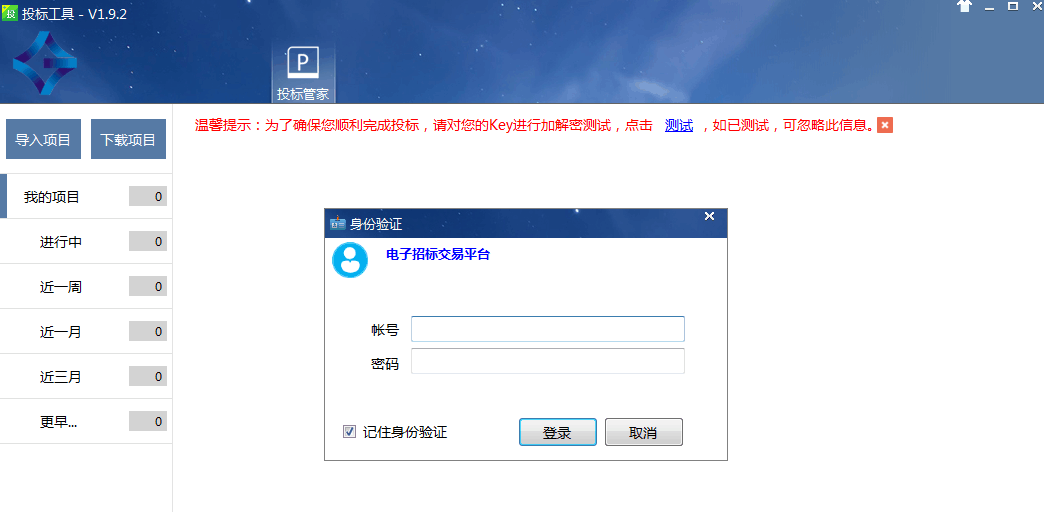 投标工具 - V1.9.2
P
投标管家
导入项目 下载项目
温馨提示：为了确保您顺利完成投标，请对您的Key进行加解密测试，点击 测试 ，如已测试，可忽略此信息。
我的项目 0
进行中 0
近一周 0
近一月 0
近三月 0
更早... 0
身份验证
电子招标交易平台
帐号
密码
记住身份验证 登录 取消